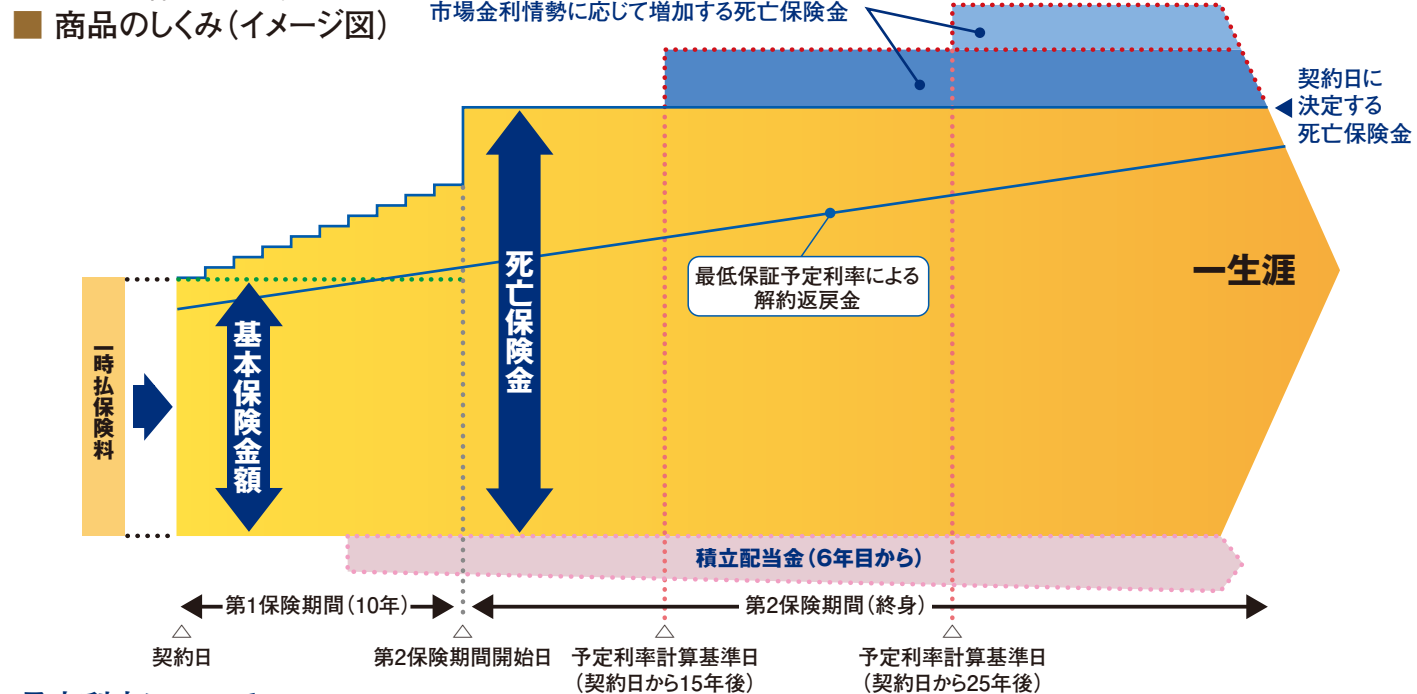 ■ 商品のしくみ（イメージ図）
市場金利情勢に応じて増加する死亡保険金
契約日に
決定する
死亡保険金
最低保証予定利率による
解約返戻金
一生涯
死亡保険金
基本保険金額
一時払保険料
積立配当金（6年目から）
第1保険期間（10年）
第2保険期間（終身）
契約日
第2保険期間開始日
予定利率計算基準日
（契約日から15年後）
予定利率計算基準日
（契約日から25年後）